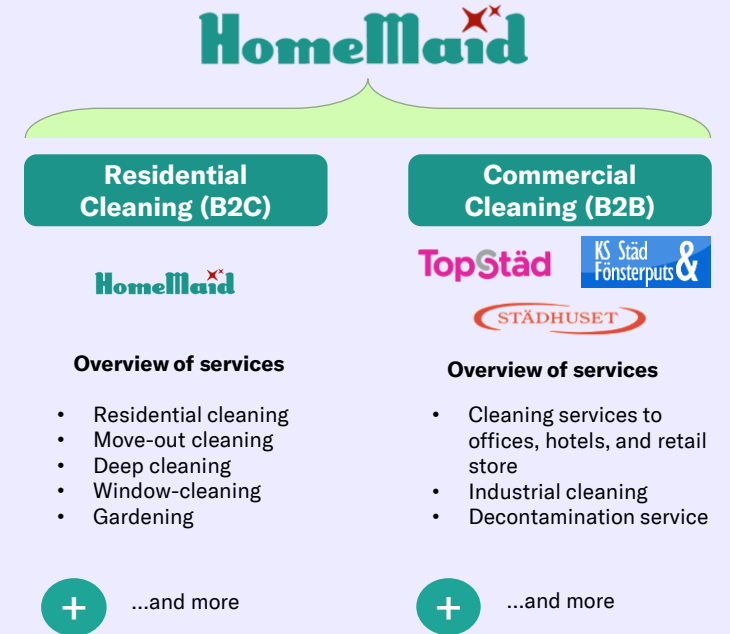 HomeMaid
Residential
Cleaning (B2C)
HomeMaid
Overview of services
• Residential cleaning
• Move-out cleaning
• Deep cleaning
• Window-cleaning
• Gardening
+ ...and more
Commercial
Cleaning (B2B)
TopStäd
KS Städ &
Fönsterputs
STÄDHUSET
Overview of services
• Cleaning services to
offices, hotels, and retail
store
• Industrial cleaning
• Decontamination service
+ ...and more